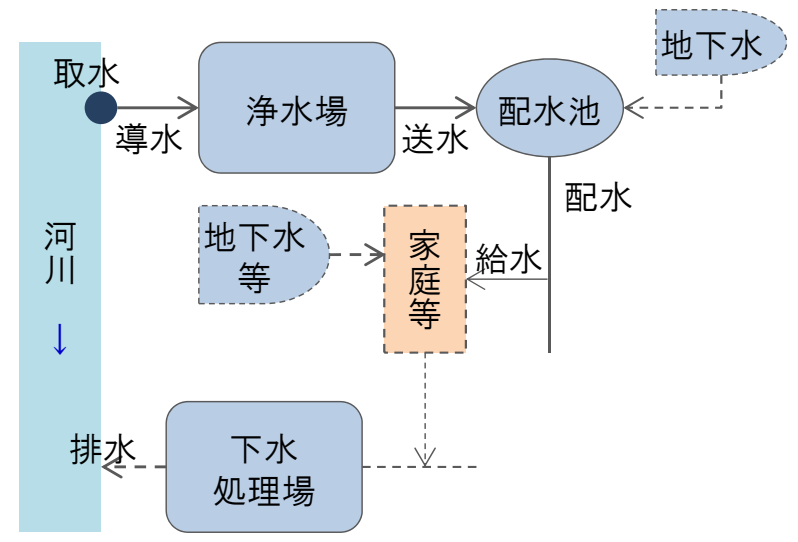 地下水
取水
浄水場
配水池
導水
送水
配水
河川
↓
地下水
等
家庭等
給水
排水
下水
処理場